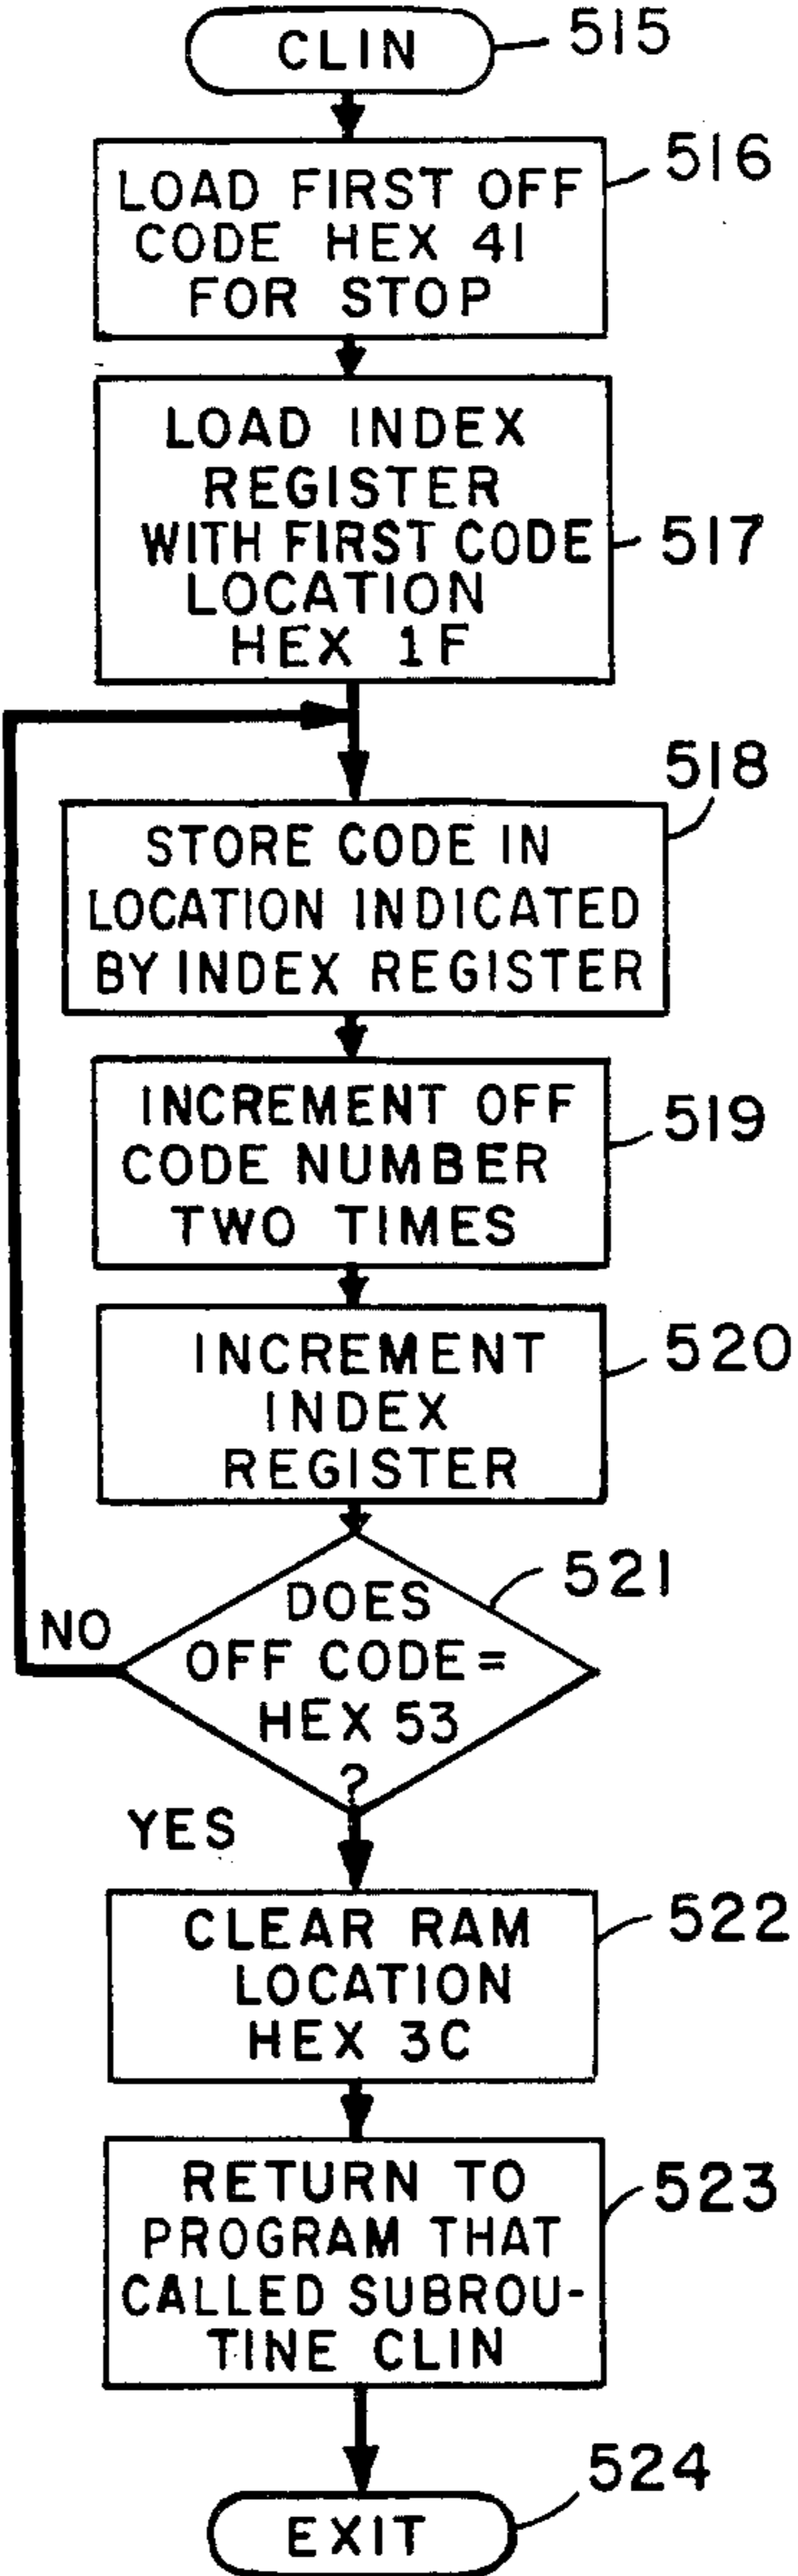 CLIN
515
LOAD FIRST OFF
CODE HEX 41
FOR STOP
516
LOAD INDEX
REGISTER
WITH FIRST CODE
LOCATION
HEX 1F
517
STORE CODE IN
LOCATION INDICATED
BY INDEX REGISTER
518
INCREMENT OFF
CODE NUMBER
TWO TIMES
519
INCREMENT
INDEX
REGISTER
520
DOES
OFF CODE =
HEX 53
?
521
NO
YES
CLEAR RAM
LOCATION
HEX 3C
522
RETURN TO
PROGRAM THAT
CALLED SUBROU-
TINE CLIN
523
EXIT
524